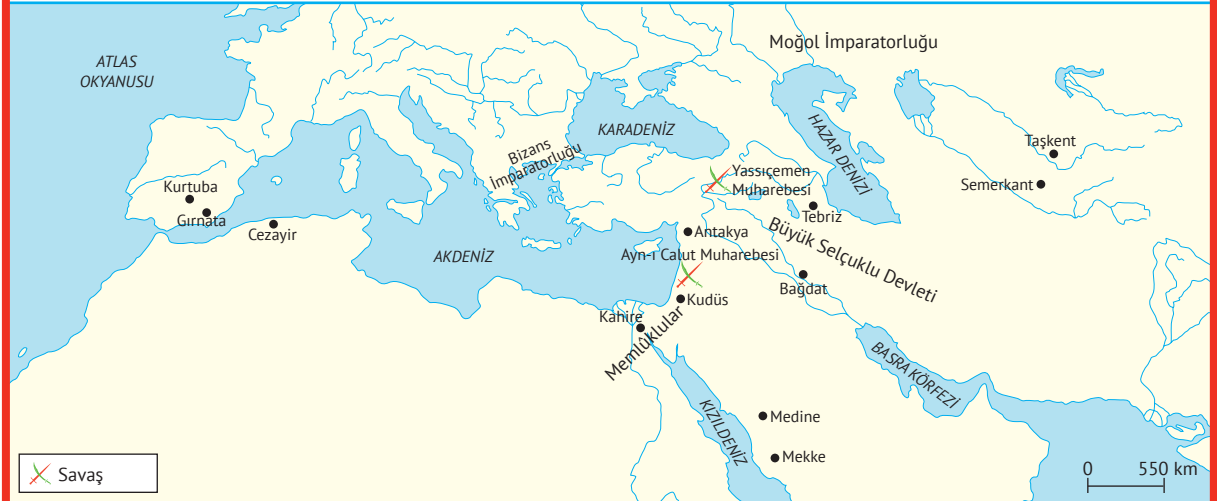 Moğol İmparatorluğu
ATLAS
OKYANUSU
KARADENİZ
HAZAR DENİZİ
Taşkent
Bizans
İmparatorluğu
Yassıçemen
Muharebesi
Semerkant
Kurtuba
Gırnata
Cezayir
Tebriz
Antakya
Büyük Selçuklu Devleti
AKDENİZ
Ayn-ı Calut Muharebesi
Bağdat
Kudüs
Kahire
Memlûklular
BASRA KÖRFEZİ
KIZILDENİZ
Medine
Mekke
Savaş
0 550 km